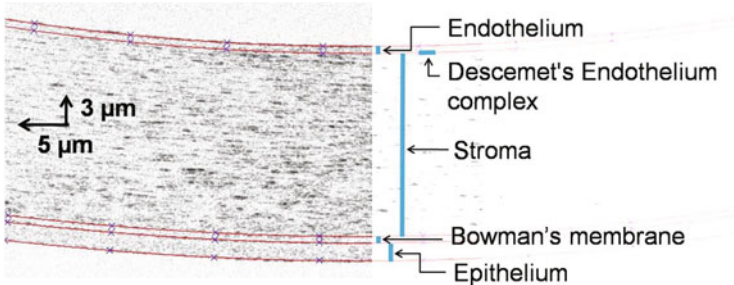 Endothelium
Descemet's Endothelium
complex
3 µm
5 µm
Stroma
Bowman's membrane
Epithelium